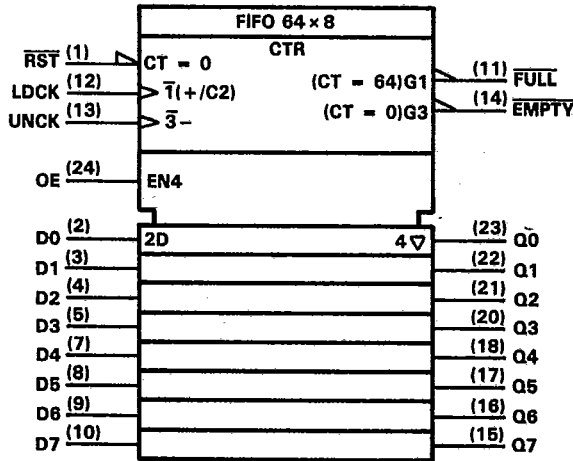 FIFO 64 × 8
CTR
RST (1) CT = 0
LDCK (12) 1(+/C2) (CT = 64)G1 (11) FULL
UNCK (13) 3− (CT = 0)G3 (14) EMPTY
OE (24) EN4
D0 (2) 2D 4 ▽ (23) Q0
D1 (3) (22) Q1
D2 (4) (21) Q2
D3 (5) (20) Q3
D4 (7) (18) Q4
D5 (8) (17) Q5
D6 (9) (16) Q6
D7 (10) (15) Q7